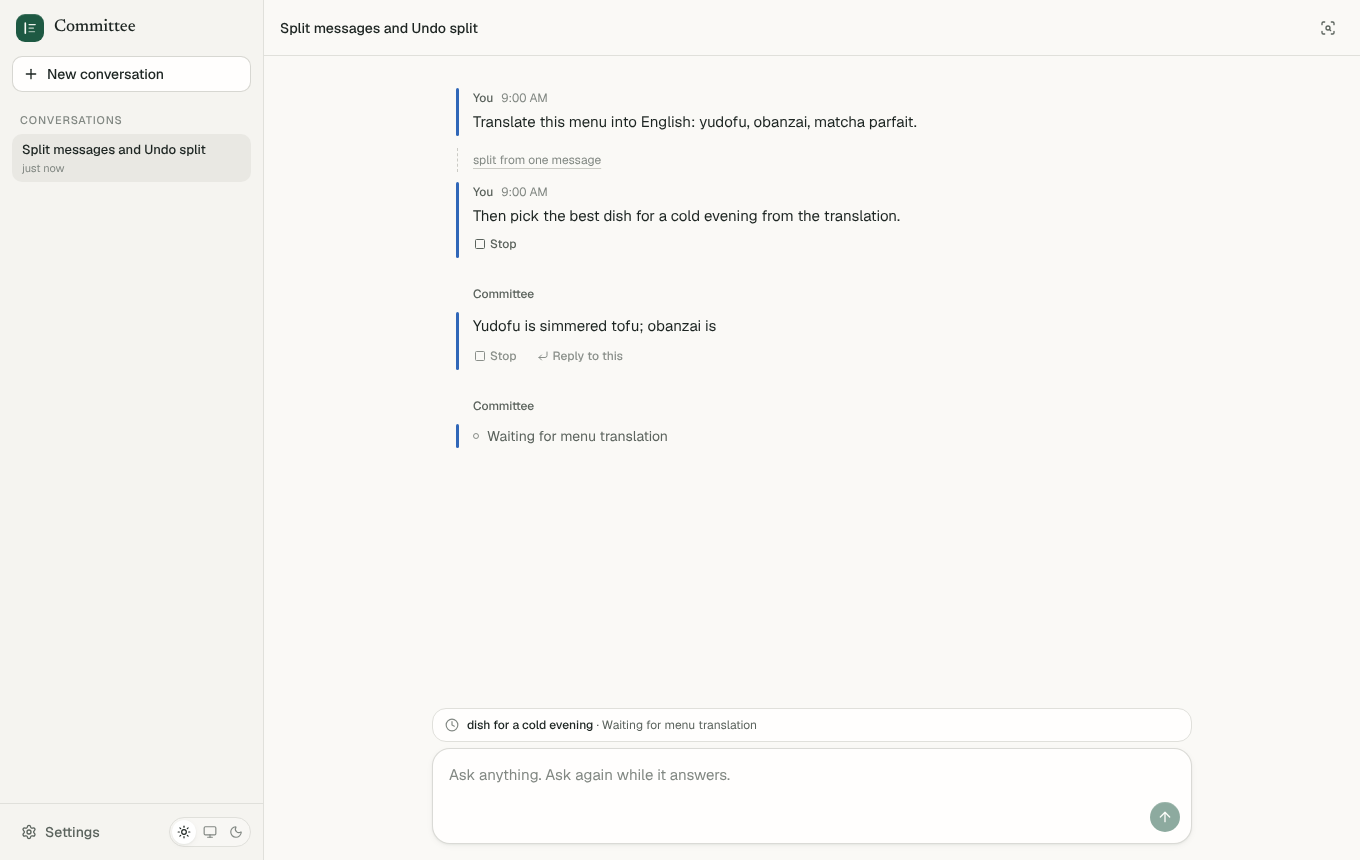 Committee
New conversation
CONVERSATIONS
Split messages and Undo split
just now
Settings
Split messages and Undo split
You 9:00 AM
Translate this menu into English: yudofu, obanzai, matcha parfait.
split from one message
You 9:00 AM
Then pick the best dish for a cold evening from the translation.
Stop
Committee
Yudofu is simmered tofu; obanzai is
Stop Reply to this
Committee
Waiting for menu translation
dish for a cold evening · Waiting for menu translation
Ask anything. Ask again while it answers.